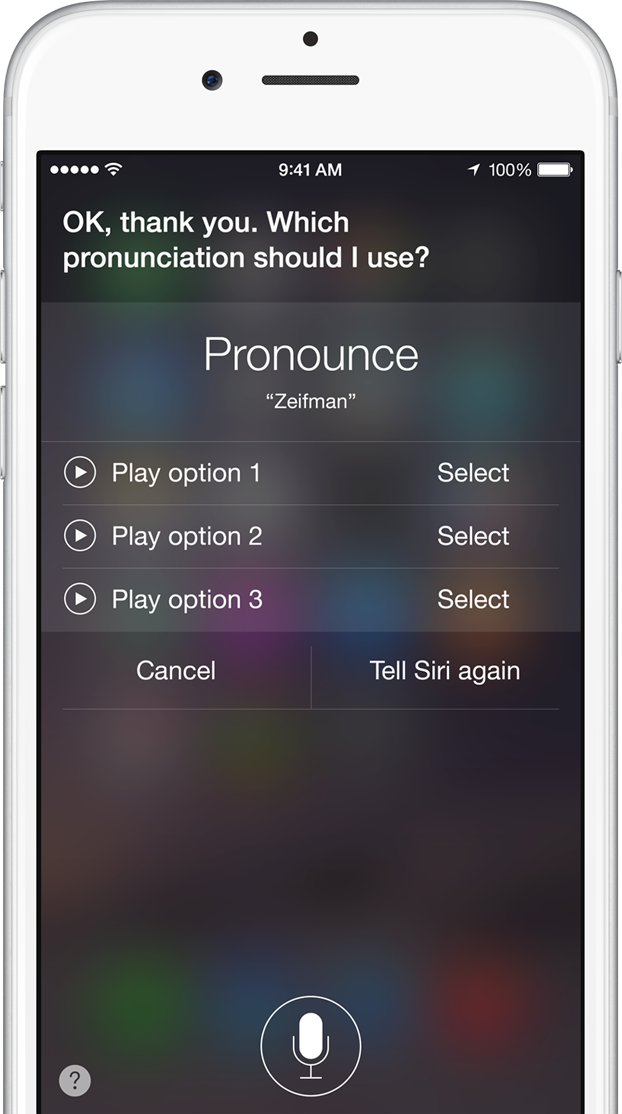 9:41 AM 100%
OK, thank you. Which
pronunciation should I use?
Pronounce
“Zeifman”
Play option 1 Select
Play option 2 Select
Play option 3 Select
Cancel Tell Siri again
?